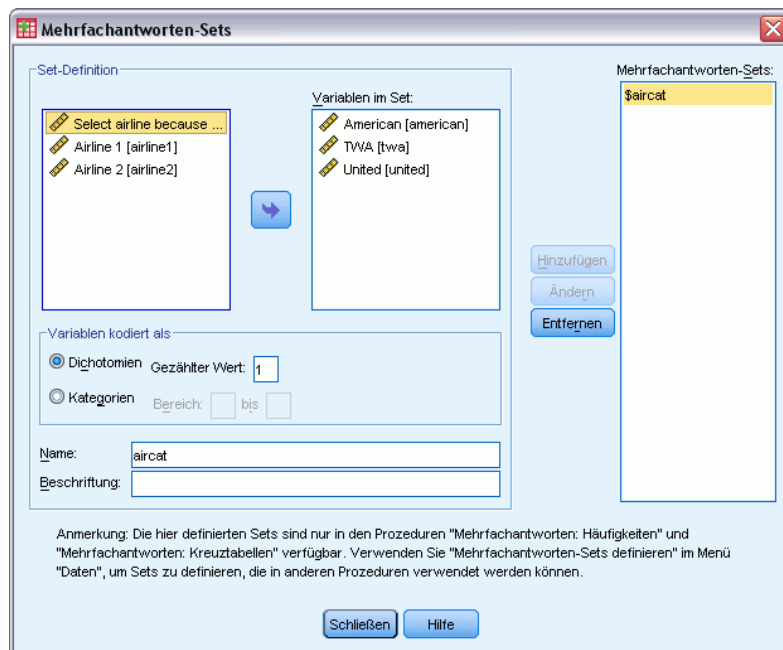 Mehrfachantworten-Sets
Set-Definition
Select airline because ...
Airline 1 [airline1]
Airline 2 [airline2]
Variablen im Set:
American [american]
TWA [twa]
United [united]
Variablen kodiert als
Dichotomien Gezählter Wert: 1
Kategorien Bereich: bis
Name: aircat
Beschriftung:
Hinzufügen
Ändern
Entfernen
Mehrfachantworten-Sets:
$aircat
Anmerkung: Die hier definierten Sets sind nur in den Prozeduren "Mehrfachantworten: Häufigkeiten" und
"Mehrfachantworten: Kreuztabellen" verfügbar. Verwenden Sie "Mehrfachantworten-Sets definieren" im Menü
"Daten", um Sets zu definieren, die in anderen Prozeduren verwendet werden können.
Schließen Hilfe